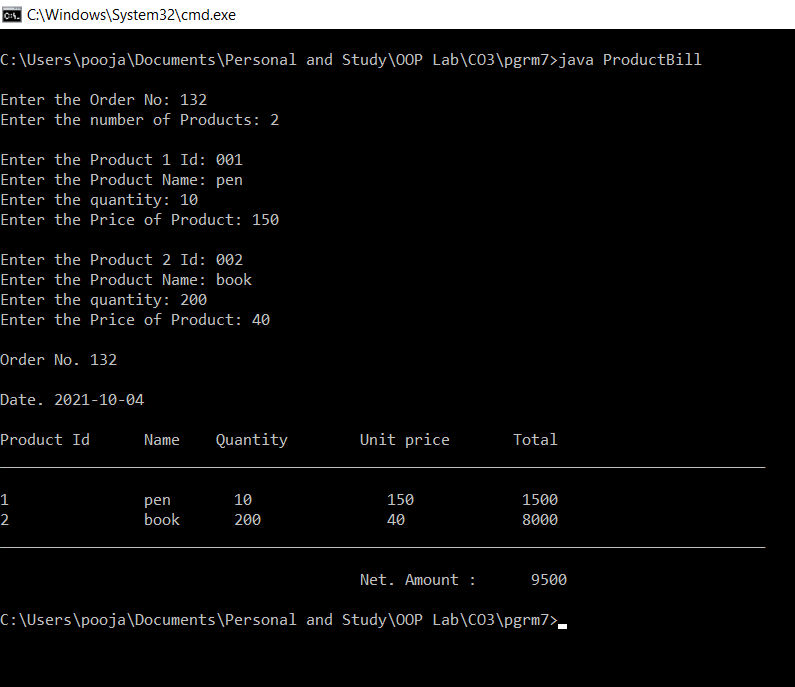 C:\Windows\System32\cmd.exe
C:\Users\pooja\Documents\Personal and Study\OOP Lab\CO3\pgrm7>java ProductBill
Enter the Order No: 132
Enter the number of Products: 2
Enter the Product 1 Id: 001
Enter the Product Name: pen
Enter the quantity: 10
Enter the Price of Product: 150
Enter the Product 2 Id: 002
Enter the Product Name: book
Enter the quantity: 200
Enter the Price of Product: 40
Order No. 132
Date. 2021-10-04
Product Id Name Quantity Unit price Total
1 pen 10 150 1500
2 book 200 40 8000
Net. Amount : 9500
C:\Users\pooja\Documents\Personal and Study\OOP Lab\CO3\pgrm7>